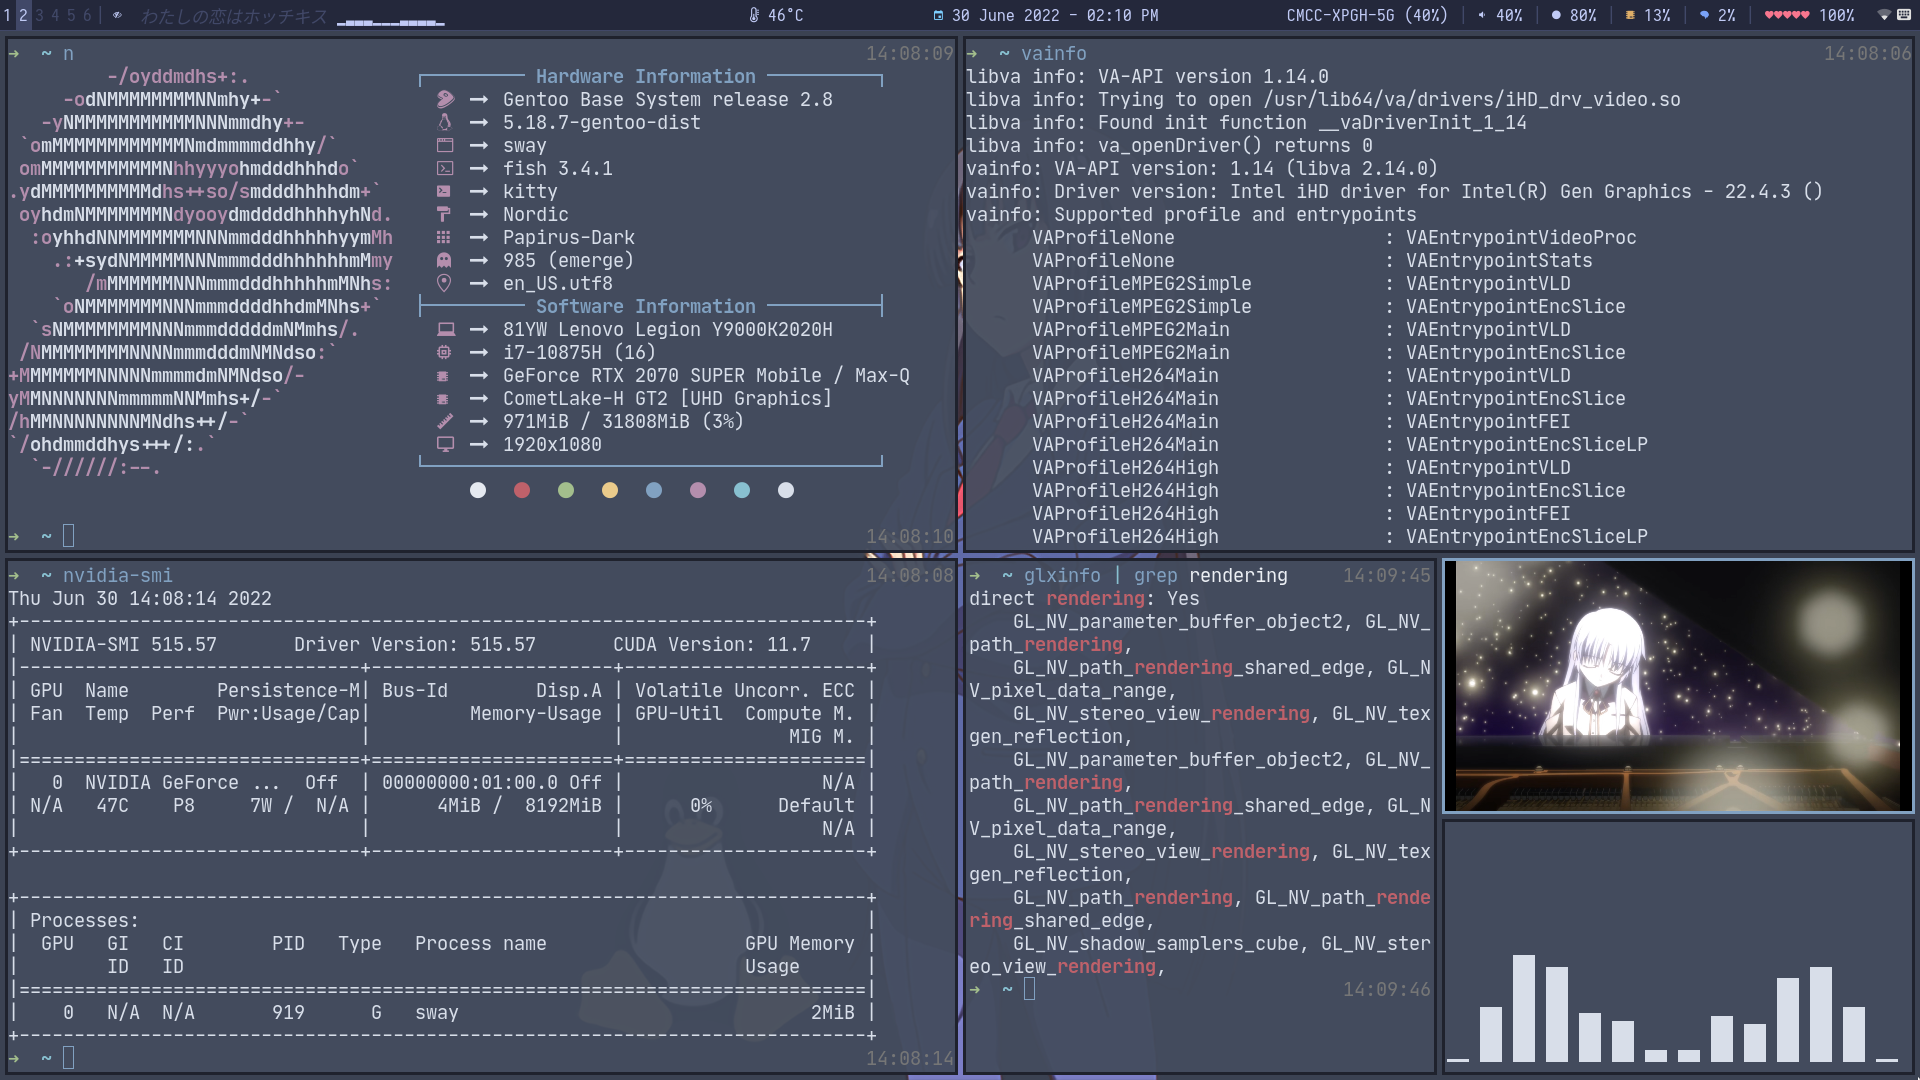 1 2 3 4 5 6 わたしの恋はホッチキス 46°C 30 June 2022 - 02:10 PM CMCC-XPGH-5G (40%) 40% 80% 13% 2% ♥♥♥♥♥ 100%
→ ~ n 14:08:09
-/oyddmdhs+:.
-odNMMMMMMMMNNmhy+-`
-yNMMMMMMMMMMMNNNmmdhy+-
`omMMMMMMMMMMMMNmdmmmmddhhy/`
omMMMMMMMMMMMNhhyyyohmdddhhhdo`
.ydMMMMMMMMMMdhs++so/smdddhhhhdm+`
oyhdmNMMMMMMMNdyooydmddddhhhhyhNd.
:oyhhdNNMMMMMMMNNNmmdddhhhhhyymMh
.:+sydNMMMMMNNNmmmdddhhhhhhmMmy
/mMMMMMMNNNmmmdddhhhhhmMNhs:
`oNMMMMMMMNNNmmmddddhhdmMNhs+`
`sNMMMMMMMMNNNmmmdddddmNMmhs/.
/NMMMMMMMMNNNNmmmdddmNMNdso:`
+MMMMMMMNNNNNmmmmdmNMNdso/-
yMMNNNNNNNmmmmmNNMmhs+/-`
/hMMNNNNNNNNMNdhs++/-`
`/ohdmmddhys+++/:.`
`-//////:--.
Hardware Information
→ Gentoo Base System release 2.8
→ 5.18.7-gentoo-dist
→ sway
→ fish 3.4.1
→ kitty
→ Nordic
→ Papirus-Dark
→ 985 (emerge)
→ en_US.utf8
Software Information
→ 81YW Lenovo Legion Y9000K2020H
→ i7-10875H (16)
→ GeForce RTX 2070 SUPER Mobile / Max-Q
→ CometLake-H GT2 [UHD Graphics]
→ 971MiB / 31808MiB (3%)
→ 1920x1080
→ ~ 14:08:10
→ ~ vainfo 14:08:06
libva info: VA-API version 1.14.0
libva info: Trying to open /usr/lib64/va/drivers/iHD_drv_video.so
libva info: Found init function __vaDriverInit_1_14
libva info: va_openDriver() returns 0
vainfo: VA-API version: 1.14 (libva 2.14.0)
vainfo: Driver version: Intel iHD driver for Intel(R) Gen Graphics - 22.4.3 ()
vainfo: Supported profile and entrypoints
VAProfileNone : VAEntrypointVideoProc
VAProfileNone : VAEntrypointStats
VAProfileMPEG2Simple : VAEntrypointVLD
VAProfileMPEG2Simple : VAEntrypointEncSlice
VAProfileMPEG2Main : VAEntrypointVLD
VAProfileMPEG2Main : VAEntrypointEncSlice
VAProfileH264Main : VAEntrypointVLD
VAProfileH264Main : VAEntrypointEncSlice
VAProfileH264Main : VAEntrypointFEI
VAProfileH264Main : VAEntrypointEncSliceLP
VAProfileH264High : VAEntrypointVLD
VAProfileH264High : VAEntrypointEncSlice
VAProfileH264High : VAEntrypointFEI
VAProfileH264High : VAEntrypointEncSliceLP
→ ~ nvidia-smi 14:08:08
Thu Jun 30 14:08:14 2022
+-----------------------------------------------------------------------------+
| NVIDIA-SMI 515.57       Driver Version: 515.57       CUDA Version: 11.7     |
|-------------------------------+----------------------+----------------------+
| GPU  Name        Persistence-M| Bus-Id        Disp.A | Volatile Uncorr. ECC |
| Fan  Temp  Perf  Pwr:Usage/Cap|         Memory-Usage | GPU-Util  Compute M. |
|                               |                      |               MIG M. |
|===============================+======================+======================|
|   0  NVIDIA GeForce ...  Off  | 00000000:01:00.0 Off |                  N/A |
| N/A   47C    P8     7W /  N/A |      4MiB /  8192MiB |      0%      Default |
|                               |                      |                  N/A |
+-------------------------------+----------------------+----------------------+
+-----------------------------------------------------------------------------+
| Processes:                                                                  |
|  GPU   GI   CI        PID   Type   Process name                  GPU Memory |
|        ID   ID                                                   Usage      |
|=============================================================================|
|    0   N/A  N/A       919      G   sway                                2MiB |
+-----------------------------------------------------------------------------+
→ ~ 14:08:14
→ ~ glxinfo | grep rendering 14:09:45
direct rendering: Yes
GL_NV_parameter_buffer_object2, GL_NV_
path_rendering,
GL_NV_path_rendering_shared_edge, GL_N
V_pixel_data_range,
GL_NV_stereo_view_rendering, GL_NV_tex
gen_reflection,
GL_NV_parameter_buffer_object2, GL_NV_
path_rendering,
GL_NV_path_rendering_shared_edge, GL_N
V_pixel_data_range,
GL_NV_stereo_view_rendering, GL_NV_tex
gen_reflection,
GL_NV_path_rendering, GL_NV_path_rende
ring_shared_edge,
GL_NV_shadow_samplers_cube, GL_NV_ster
eo_view_rendering,
→ ~ 14:09:46